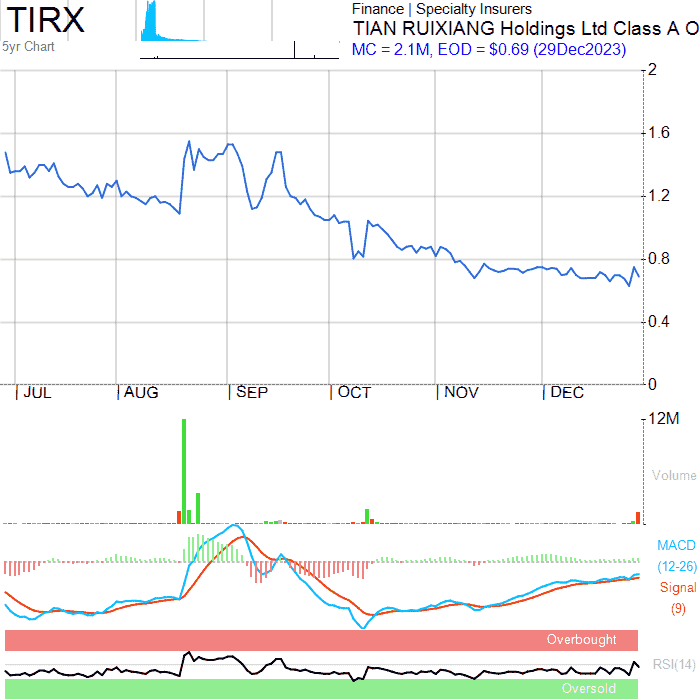 TIRX
5yr Chart
Finance | Specialty Insurers
TIAN RUIXIANG Holdings Ltd Class A O
MC = 2.1M, EOD = $0.69 (29Dec2023)
2
1.6
1.2
0.8
0.4
0
JUL AUG SEP OCT NOV DEC
12M
Volume
MACD
(12-26)
Signal
(9)
Overbought
RSI(14)
Oversold